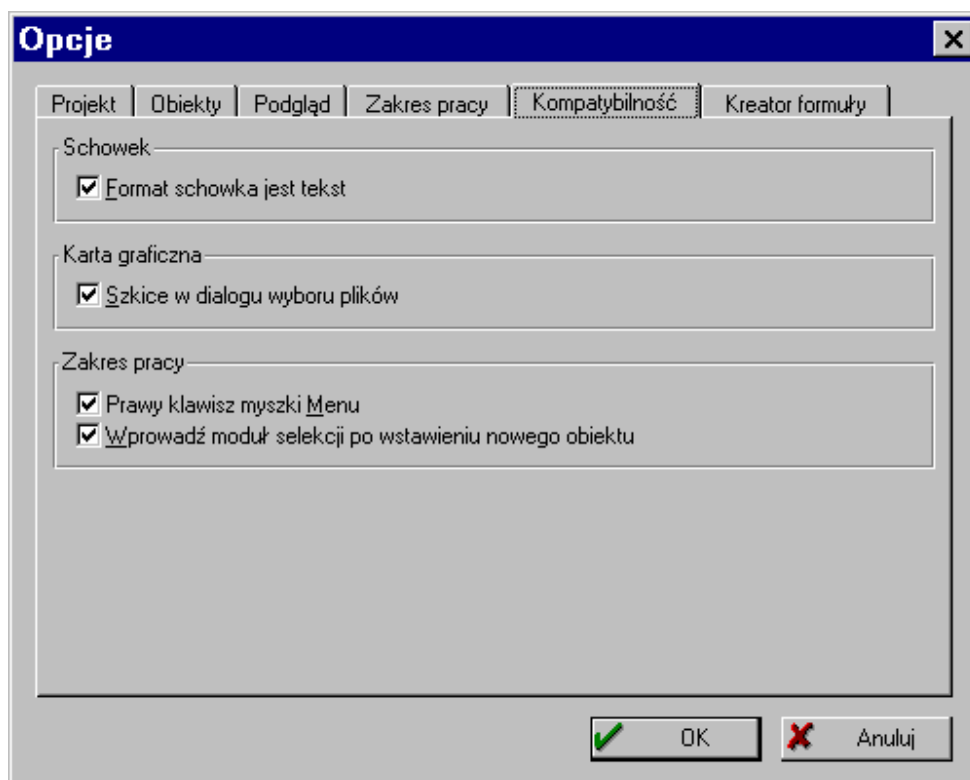 Opcje
Projekt Obiekty Podgląd Zakres pracy Kompatybilność Kreator formuły
Schowek
Format schowka jest tekst
Karta graficzna
Szkice w dialogu wyboru plików
Zakres pracy
Prawy klawisz myszki Menu
Wprowadź moduł selekcji po wstawieniu nowego obiektu
OK Anuluj